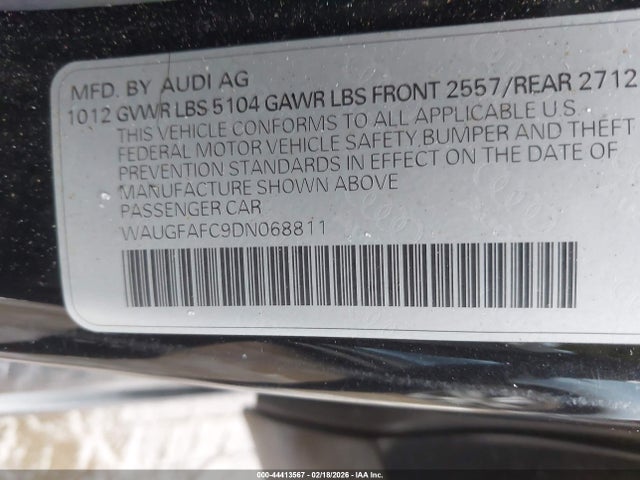 MFD. BY AUDI AG
1012 GVWR LBS 5104 GAWR LBS FRONT 2557/REAR 2712
THIS VEHICLE CONFORMS TO ALL APPLICABLE U.S.
FEDERAL MOTOR VEHICLE SAFETY, BUMPER AND THEFT
PREVENTION STANDARDS IN EFFECT ON THE DATE OF
MANUFACTURE SHOWN ABOVE
PASSENGER CAR
WAUGFAFC9DN068811
000-44413567 - 02/18/2026 - IAA Inc.